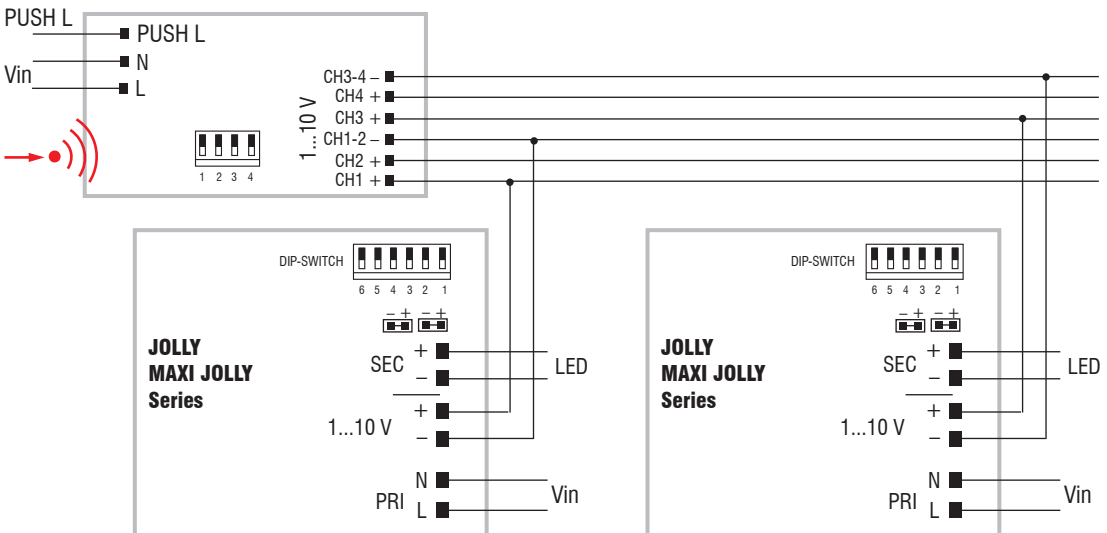 PUSH L
PUSH L
N
Vin
L
1...10 V
CH3-4 –
CH4 +
CH3 +
CH1-2 –
CH2 +
CH1 +
1 2 3 4
DIP-SWITCH
6 5 4 3 2 1
– + – +
JOLLY
MAXI JOLLY
Series
SEC
+
–
LED
1...10 V
+
–
PRI
N
L
Vin
DIP-SWITCH
6 5 4 3 2 1
– + – +
JOLLY
MAXI JOLLY
Series
SEC
+
–
LED
1...10 V
+
–
PRI
N
L
Vin